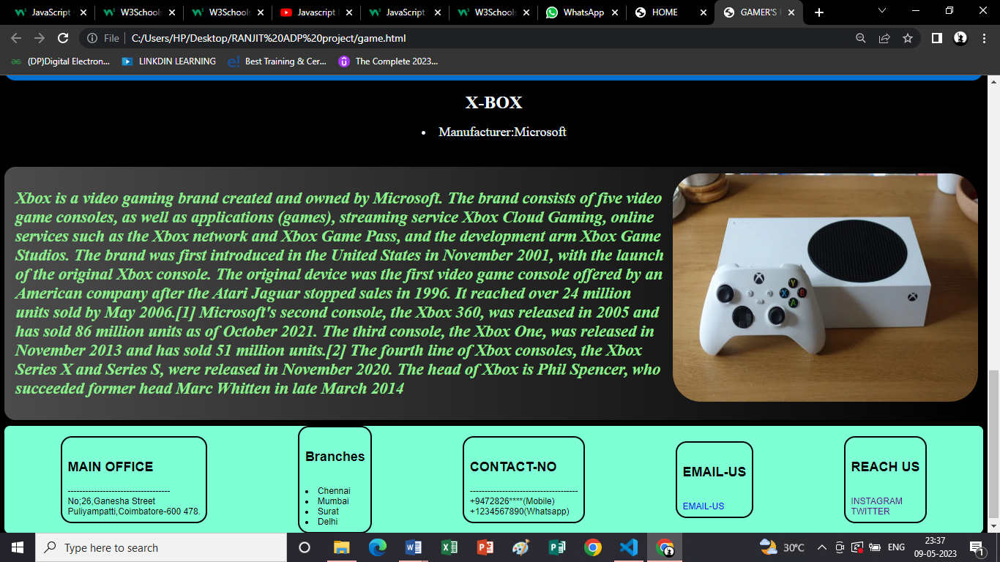 JavaScript
W3Schools
W3Schools
Javascript
JavaScript
W3Schools
WhatsApp
HOME
GAMER'S
File
C:/Users/HP/Desktop/RANJIT%20ADP%20project/game.html
(DP)Digital Electron...
LINKDIN LEARNING
Best Training & Cer...
The Complete 2023...
X-BOX
• Manufacturer:Microsoft
Xbox is a video gaming brand created and owned by Microsoft. The brand consists of five video
game consoles, as well as applications (games), streaming service Xbox Cloud Gaming, online
services such as the Xbox network and Xbox Game Pass, and the development arm Xbox Game
Studios. The brand was first introduced in the United States in November 2001, with the launch
of the original Xbox console. The original device was the first video game console offered by an
American company after the Atari Jaguar stopped sales in 1996. It reached over 24 million
units sold by May 2006.[1] Microsoft's second console, the Xbox 360, was released in 2005 and
has sold 86 million units as of October 2021. The third console, the Xbox One, was released in
November 2013 and has sold 51 million units.[2] The fourth line of Xbox consoles, the Xbox
Series X and Series S, were released in November 2020. The head of Xbox is Phil Spencer, who
succeeded former head Marc Whitten in late March 2014
Y
X
B
A
MAIN OFFICE
-----------------------------------
No;26,Ganesha Street
Puliyampatti,Coimbatore-600 478.
Branches
• Chennai
• Mumbai
• Surat
• Delhi
CONTACT-NO
-------------------------------------
+9472826****(Mobile)
+1234567890(Whatsapp)
EMAIL-US
EMAIL-US
REACH US
INSTAGRAM
TWITTER
Type here to search
30°C
ENG
23:37
09-05-2023
1